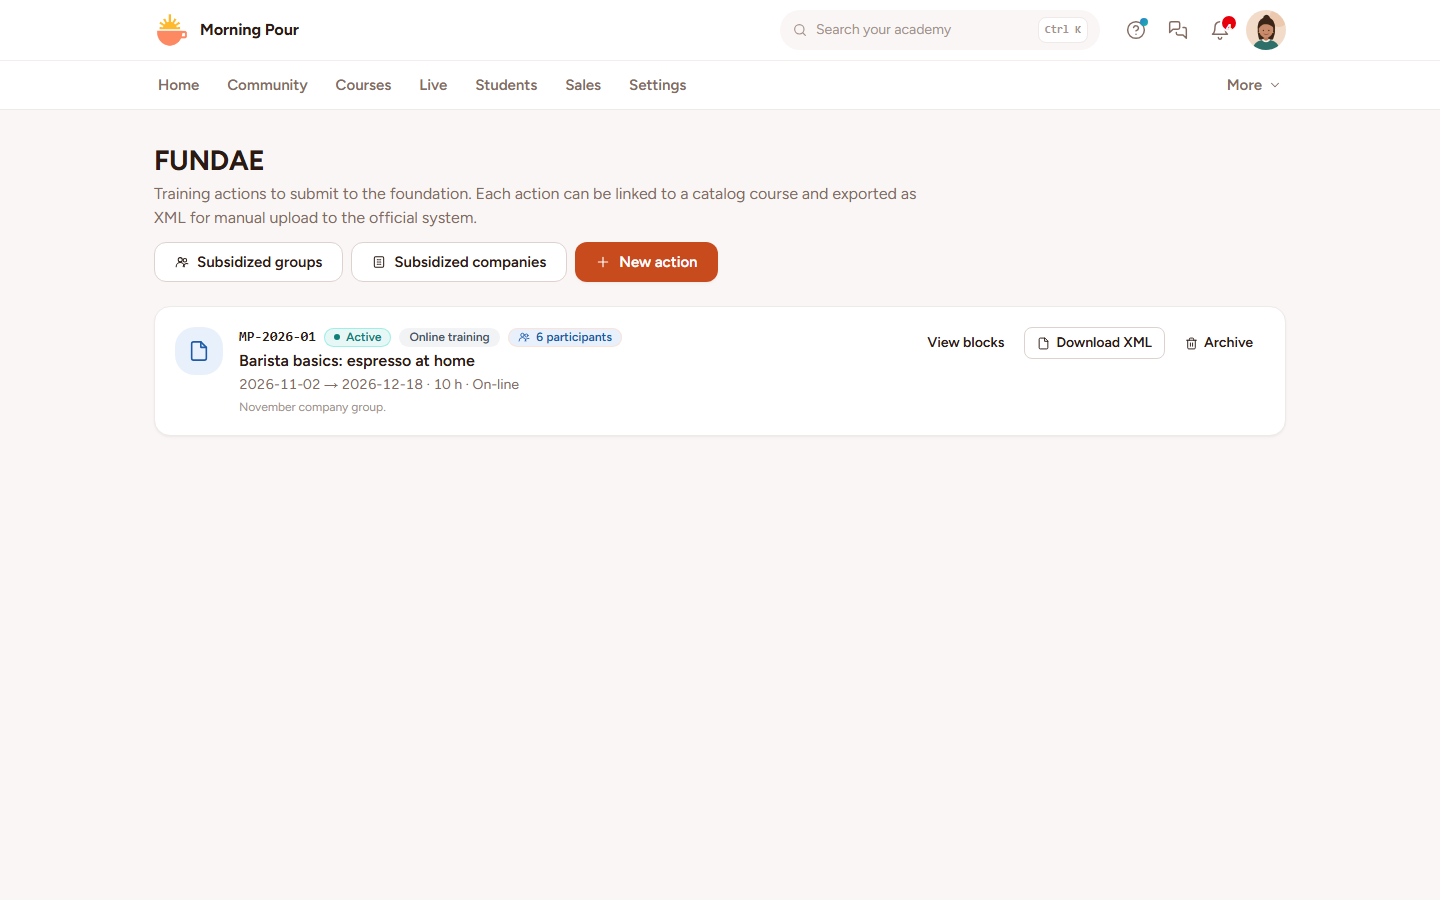 Morning Pour
Search your academy
Ctrl K
4
Home
Community
Courses
Live
Students
Sales
Settings
More
FUNDAE
Training actions to submit to the foundation. Each action can be linked to a catalog course and exported as
XML for manual upload to the official system.
Subsidized groups
Subsidized companies
New action
MP-2026-01
Active
Online training
6 participants
View blocks
Download XML
Archive
Barista basics: espresso at home
2026-11-02 → 2026-12-18 · 10 h · On-line
November company group.